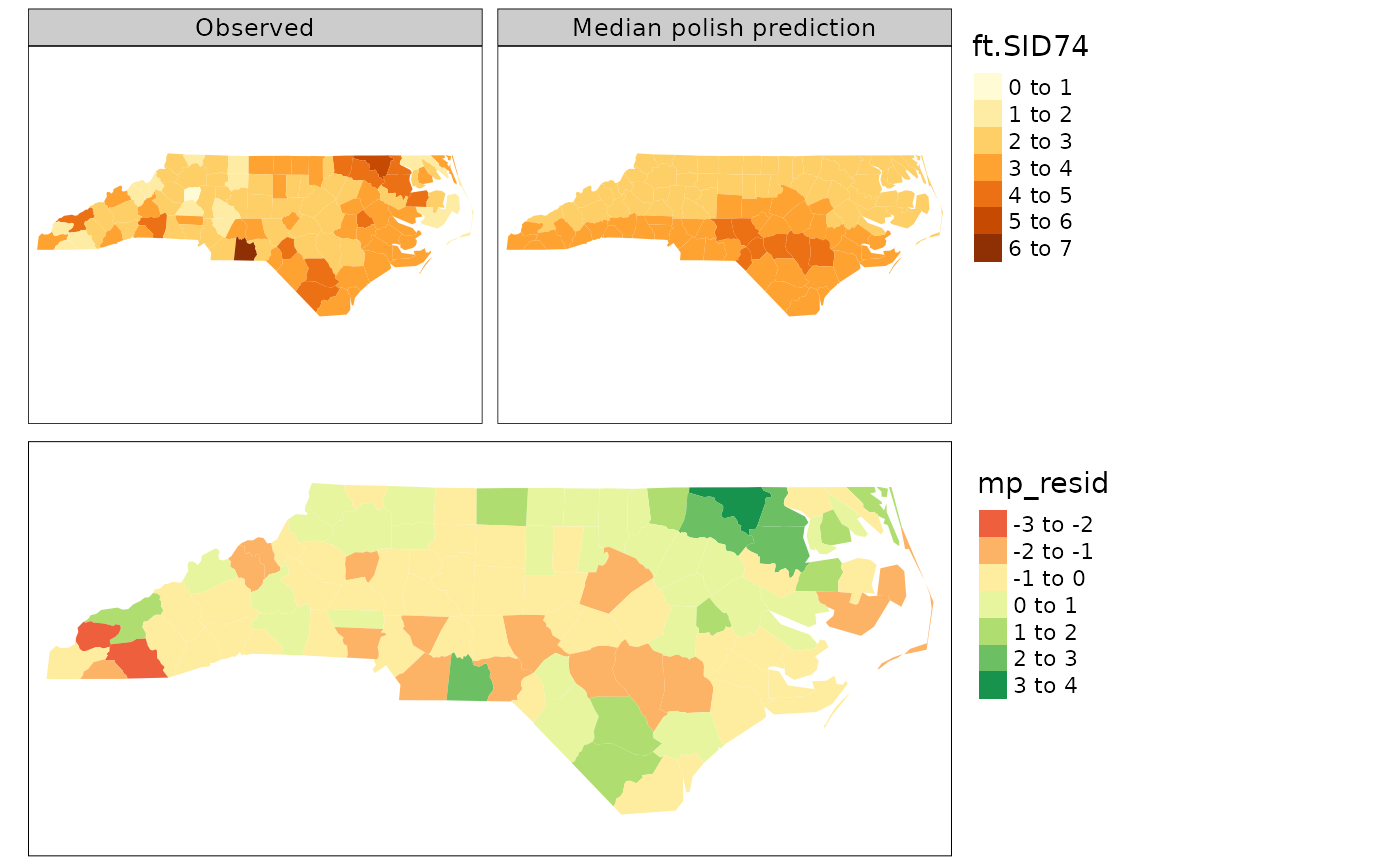 Observed
Median polish prediction
ft.SID74
0 to 1
1 to 2
2 to 3
3 to 4
4 to 5
5 to 6
6 to 7
mp_resid
-3 to -2
-2 to -1
-1 to 0
0 to 1
1 to 2
2 to 3
3 to 4